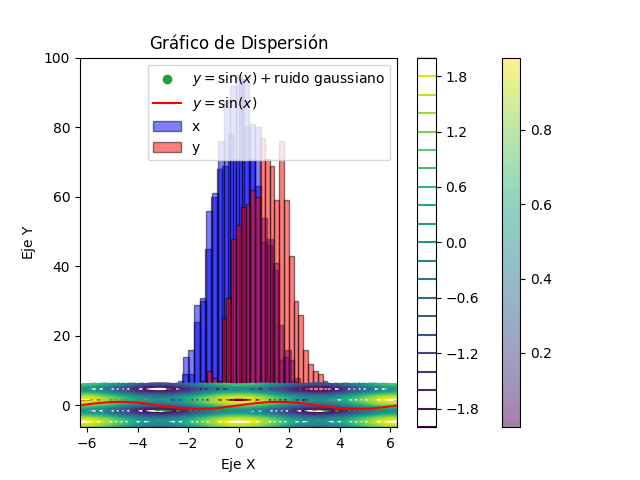 Gráfico de Dispersión
y = sin(x) + ruido gaussiano
y = sin(x)
x
y
Eje Y
100
80
60
40
20
0
−6 −4 −2 0 2 4 6
Eje X
1.8
1.2
0.6
0.0
−0.6
−1.2
−1.8
0.8
0.6
0.4
0.2